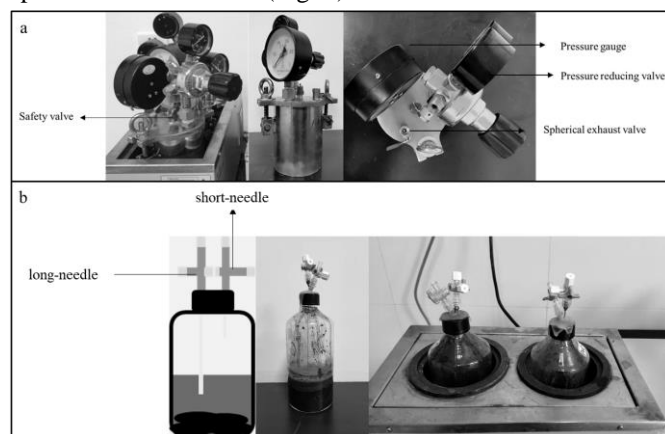 a
Pressure gauge
Pressure reducing valve
Safety valve
Spherical exhaust valve
b
short-needle
long-needle